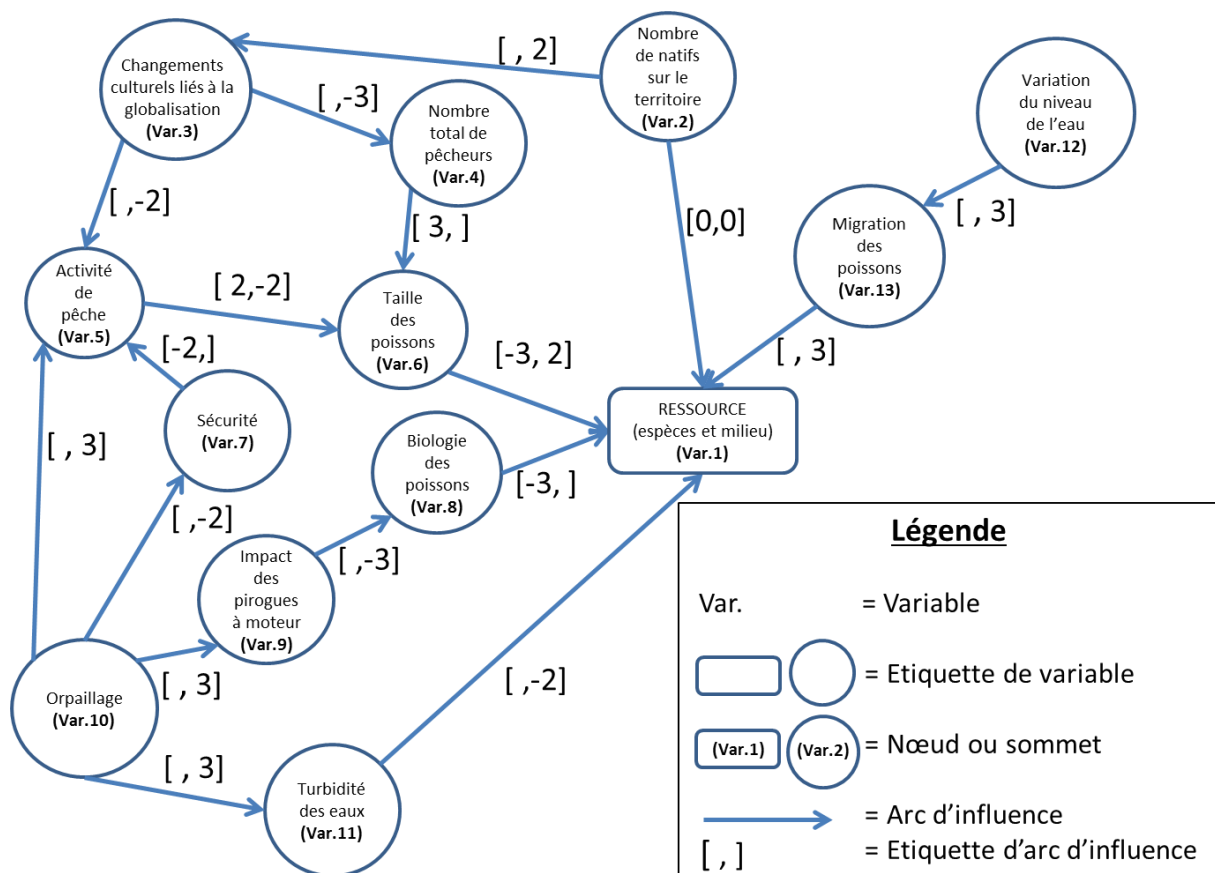 Changements
culturels liés à la
globalisation
(Var.3)
[ , 2]
Nombre
de natifs
sur le
territoire
(Var.2)
Variation
du niveau
de l'eau
(Var.12)
[ ,-3]
Nombre
total de
pêcheurs
(Var.4)
[ ,-2]
[ 3, ]
[0,0]
[ , 3]
Migration
des
poissons
(Var.13)
Activité
de
pêche
(Var.5)
[ 2,-2]
Taille
des
poissons
(Var.6)
[-2,]
[-3, 2]
[ , 3]
Sécurité
(Var.7)
RESSOURCE
(espèces et milieu)
(Var.1)
[ , 3]
Biologie
des
poissons
(Var.8)
[-3, ]
[ ,-2]
Impact
des
pirogues
à moteur
(Var.9)
[ ,-3]
Orpaillage
(Var.10)
[ , 3]
[ ,-2]
[ , 3]
Turbidité
des eaux
(Var.11)
Légende
Var. = Variable
= Etiquette de variable
(Var.1) (Var.2) = Nœud ou sommet
= Arc d'influence
[ , ] = Etiquette d'arc d'influence